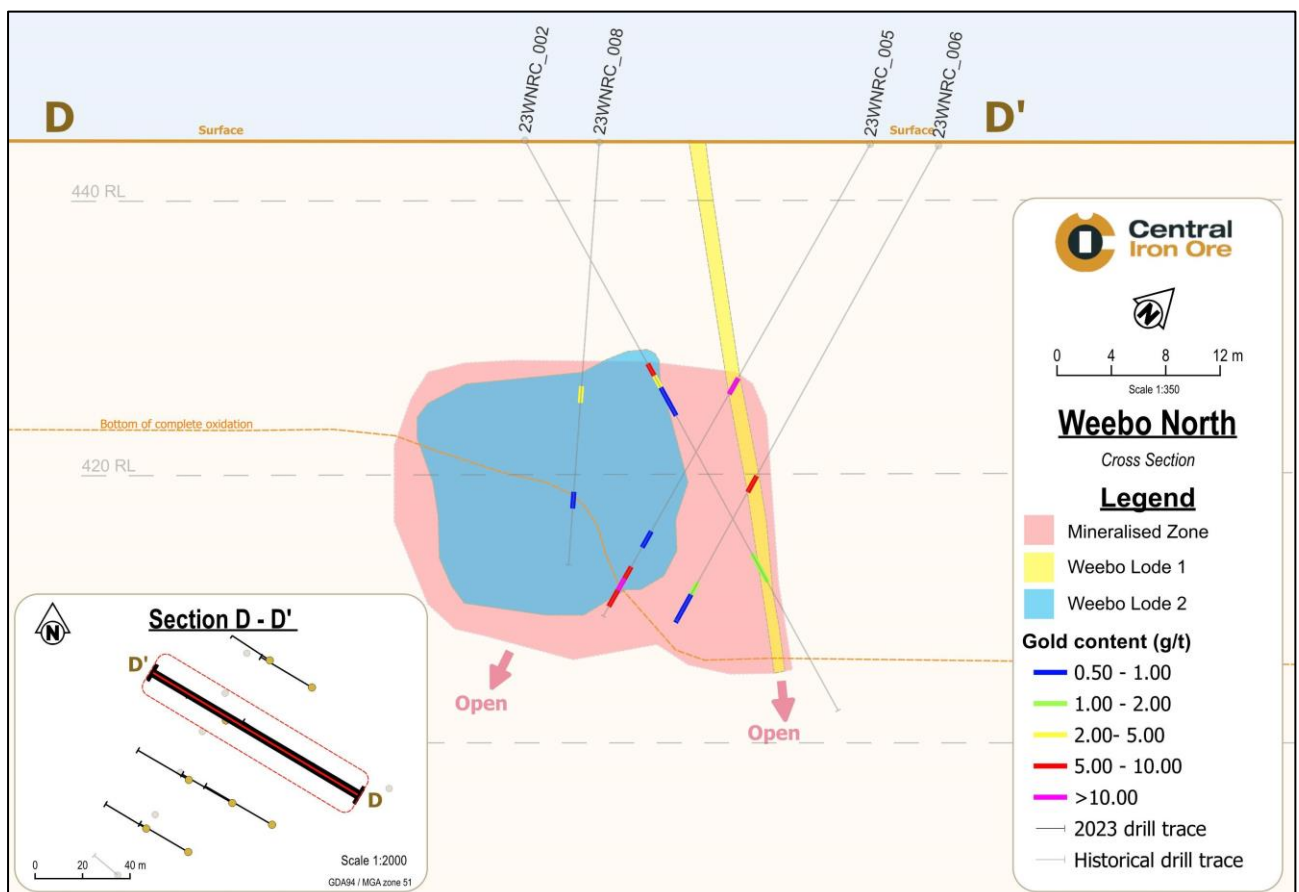 23WNRC_002
23WNRC_008
23WNRC_005
23WNRC_006
D
D'
Surface
Surface
440 RL
Bottom of complete oxidation
420 RL
Open
Open
Central
Iron Ore
N
0 4 8 12 m
Scale 1:350
Weebo North
Cross Section
Legend
Mineralised Zone
Weebo Lode 1
Weebo Lode 2
Gold content (g/t)
0.50 - 1.00
1.00 - 2.00
2.00- 5.00
5.00 - 10.00
>10.00
2023 drill trace
Historical drill trace
N
Section D - D'
D'
D
0 20 40 m
Scale 1:2000
GDA94 / MGA zone 51